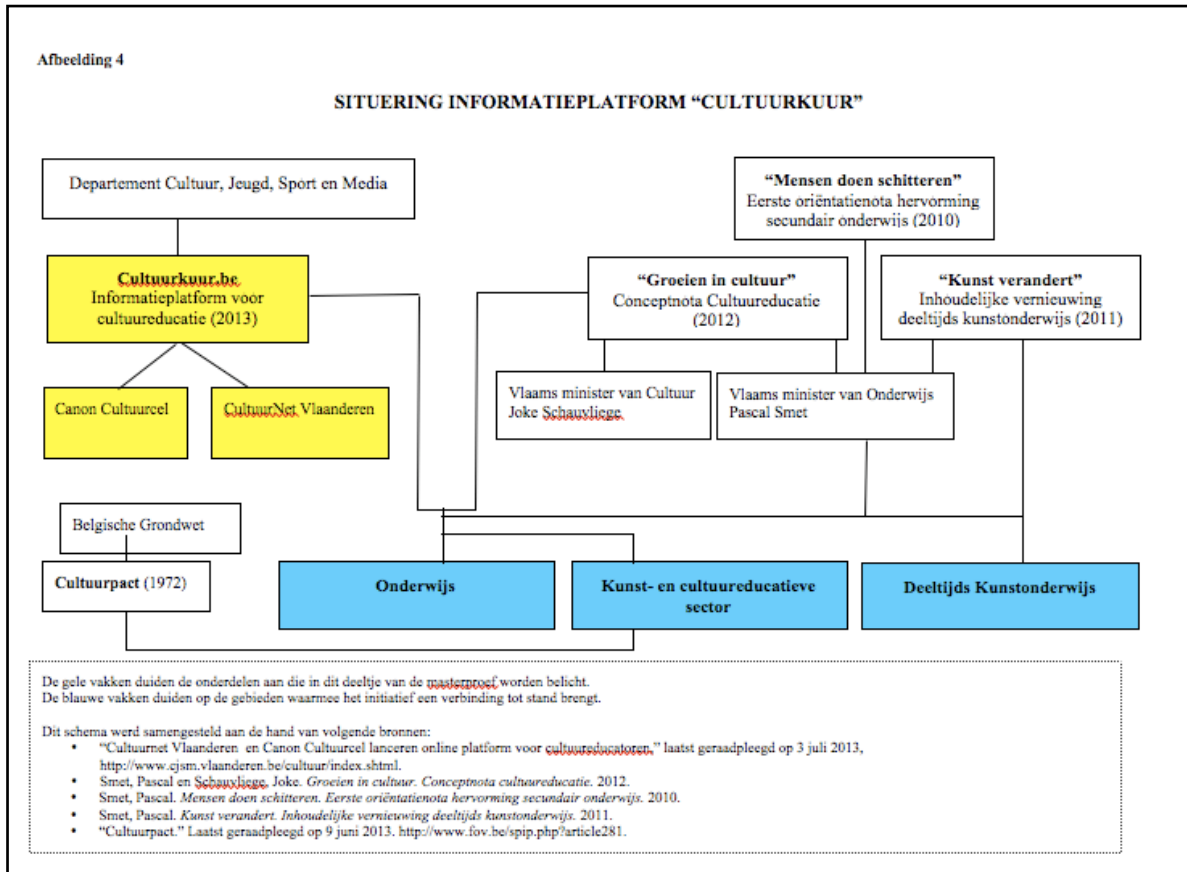 Afbeelding 4
SITUERING INFORMATIEPLATFORM “CULTUURKUUR”
Departement Cultuur, Jeugd, Sport en Media
“Mensen doen schitteren”
Eerste oriëntatienota hervorming
secundair onderwijs (2010)
Cultuurkuur.be
Informatieplatform voor
cultuureducatie (2013)
“Groeien in cultuur”
Conceptnota Cultuureducatie
(2012)
“Kunst verandert”
Inhoudelijke vernieuwing
deeltijds kunstonderwijs (2011)
Canon Cultuurcel
CultuurNet Vlaanderen
Vlaams minister van Cultuur
Joke Schauvliege
Vlaams minister van Onderwijs
Pascal Smet
Belgische Grondwet
Cultuurpact (1972)
Onderwijs
Kunst- en cultuureducatieve
sector
Deeltijds Kunstonderwijs
De gele vakken duiden de onderdelen aan die in dit deeltje van de masterproef worden belicht.
De blauwe vakken duiden op de gebieden waarmee het initiatief een verbinding tot stand brengt.
Dit schema werd samengesteld aan de hand van volgende bronnen:
• “Cultuurnet Vlaanderen en Canon Cultuurcel lanceren online platform voor cultuureducatoren,” laatst geraadpleegd op 3 juli 2013,
http://www.cjsm.vlaanderen.be/cultuur/index.shtml.
• Smet, Pascal en Schauvliege, Joke. Groeien in cultuur. Conceptnota cultuureducatie. 2012.
• Smet, Pascal. Mensen doen schitteren. Eerste oriëntatienota hervorming secundair onderwijs. 2010.
• Smet, Pascal. Kunst verandert. Inhoudelijke vernieuwing deeltijds kunstonderwijs. 2011.
• “Cultuurpact.” Laatst geraadpleegd op 9 juni 2013. http://www.fov.be/spip.php?article281.